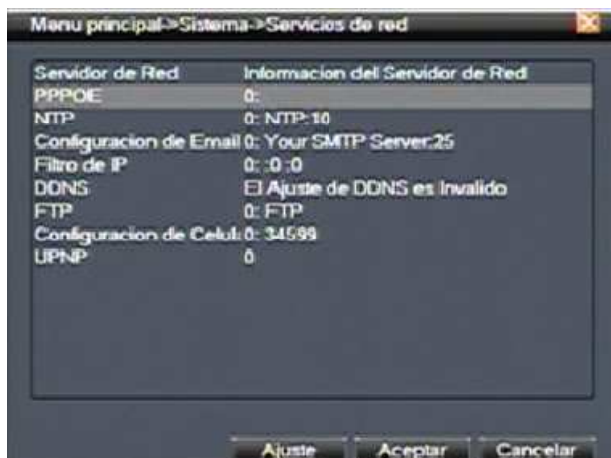 Menu principal->Sistema->Servicios de red
Servidor de Red Informacion dell Servidor de Red
PPPOE 0:
NTP 0: NTP:10
Configuracion de Email 0: Your SMTP Server:25
Filtro de IP 0: :0 :0
DDNS El Ajuste de DDNS es Invalido
FTP 0: FTP
Configuracion de Celul: 0: 34599
UPNP 0
Ajuste Aceptar Cancelar